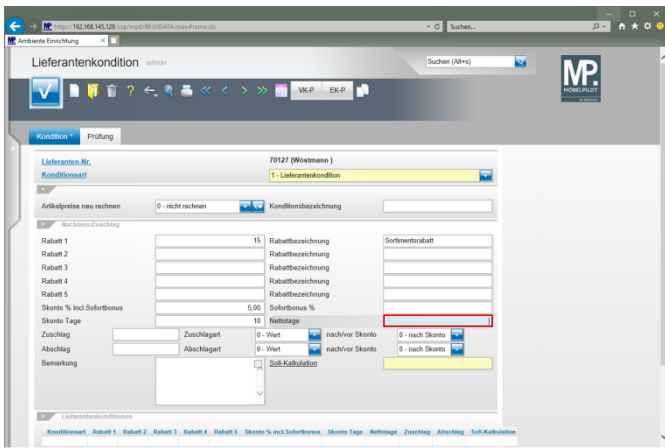 http://192.168.145.128/csp/mpli/BEWIDATA.mainFrame.cls
Suchen...
Ambiente Einrichtung
Lieferantenkondition admin
Suchen (Alt+s)
MP.
MÖBELPILOT
VK-P EK-P
Kondition * Prüfung
Lieferanten-Nr. 70127 (Wöstmann )
Konditionsart 1 - Lieferantenkondition
Artikelpreise neu rechnen 0 - nicht rechnen Konditionsbezeichnung
Nachlass/Zuschlag
Rabatt 1 15 Rabattbezeichnung Sortimentsrabatt
Rabatt 2 Rabattbezeichnung
Rabatt 3 Rabattbezeichnung
Rabatt 4 Rabattbezeichnung
Rabatt 5 Rabattbezeichnung
Skonto % incl.Sofortbonus 5,00 Sofortbonus %
Skonto Tage 10 Nettotage
Zuschlag Zuschlagart 0 - Wert nach/vor Skonto 0 - nach Skonto
Abschlag Abschlagart 0 - Wert nach/vor Skonto 0 - nach Skonto
Bemerkung Soll-Kalkulation
Lieferantenkonditionen
Konditionsart Rabatt 1 Rabatt 2 Rabatt 3 Rabatt 4 Rabatt 5 Skonto % incl.Sofortbonus Skonto Tage Nettotage Zuschlag Abschlag Soll-Kalkulation